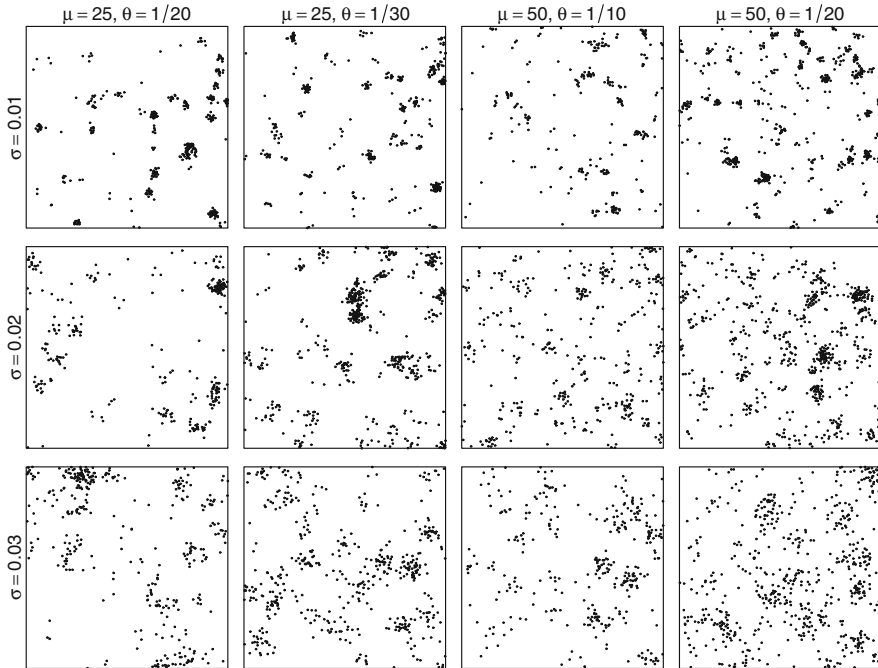 μ = 25, θ = 1/20
μ = 25, θ = 1/30
μ = 50, θ = 1/10
μ = 50, θ = 1/20
σ = 0.01
σ = 0.02
σ = 0.03